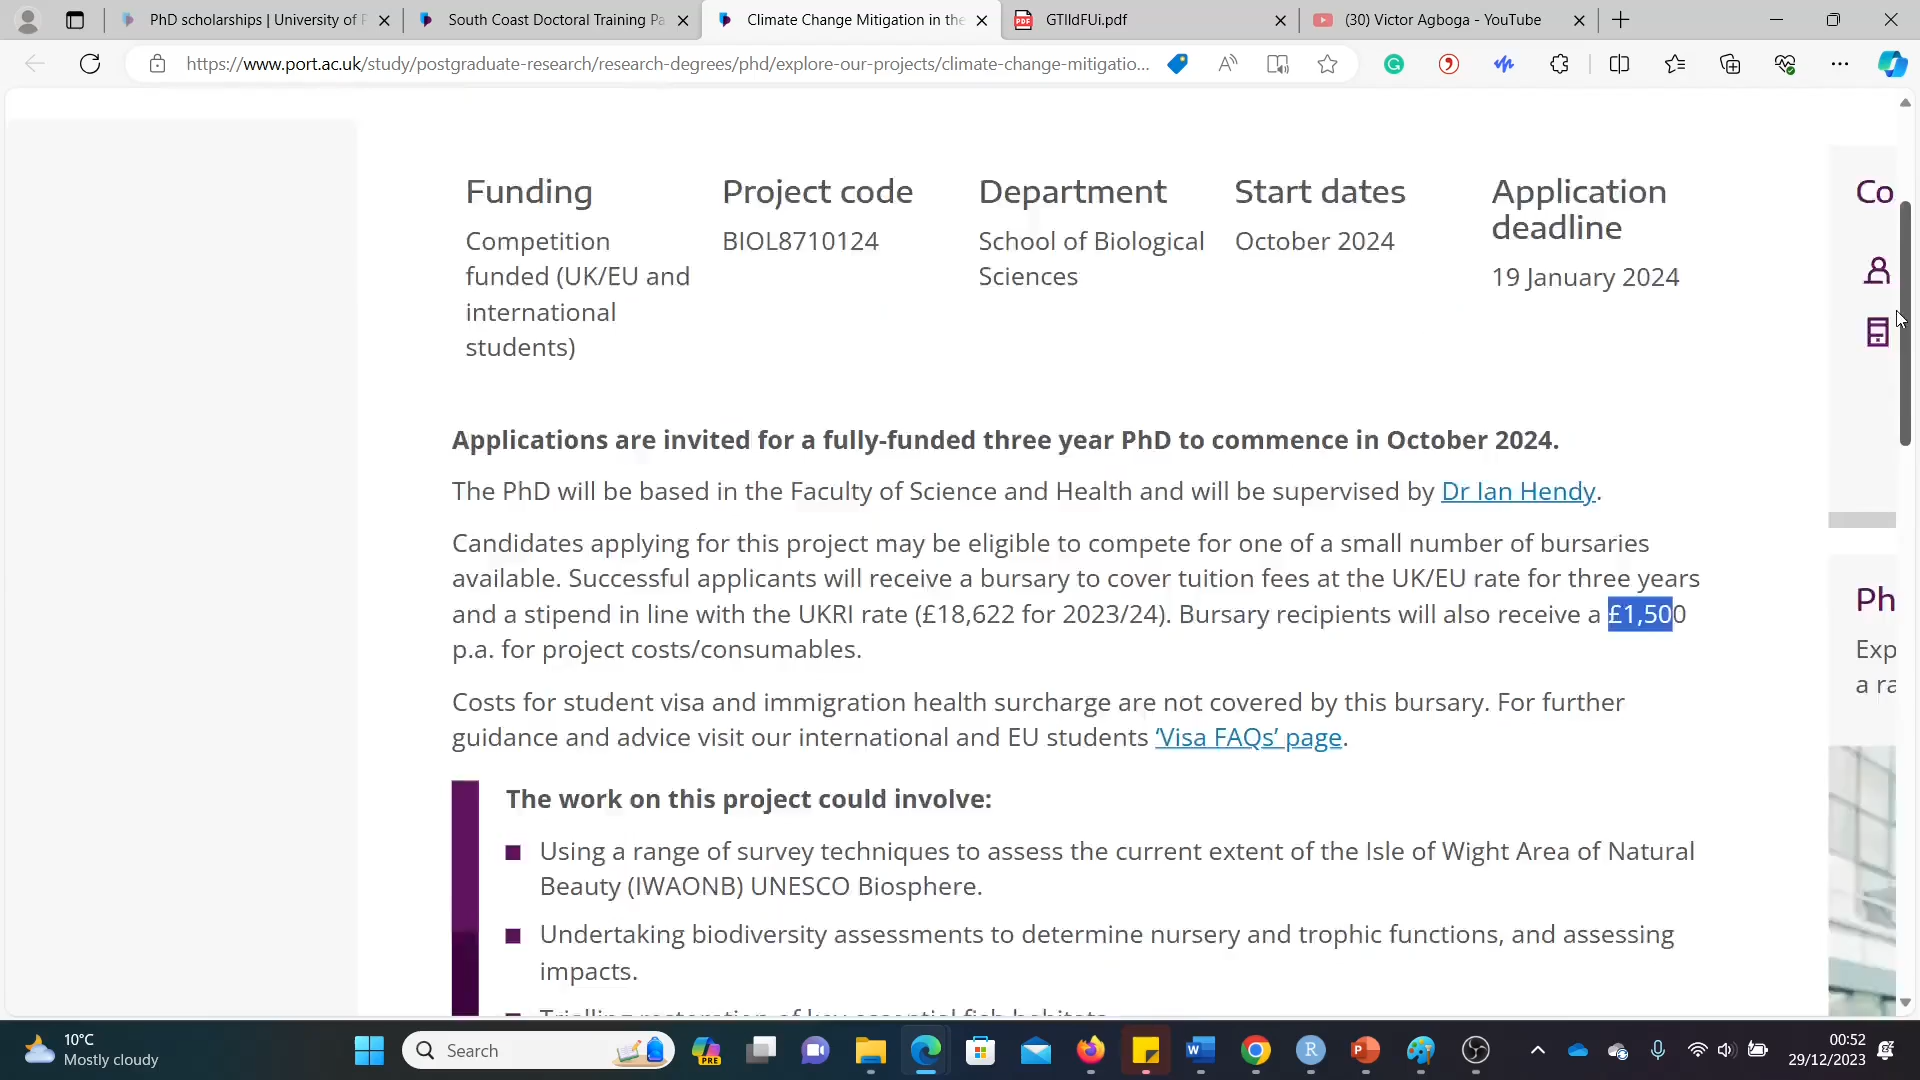 PhD scholarships | University of P
South Coast Doctoral Training Pa
Climate Change Mitigation in the
GTIldFUi.pdf
(30) Victor Agboga - YouTube
https://www.port.ac.uk/study/postgraduate-research/research-degrees/phd/explore-our-projects/climate-change-mitigatio...
Funding
Competition
funded (UK/EU and
international
students)
Project code
BIOL8710124
Department
School of Biological
Sciences
Start dates
October 2024
Application
deadline
19 January 2024
Co
Applications are invited for a fully-funded three year PhD to commence in October 2024.
The PhD will be based in the Faculty of Science and Health and will be supervised by Dr Ian Hendy.
Candidates applying for this project may be eligible to compete for one of a small number of bursaries
available. Successful applicants will receive a bursary to cover tuition fees at the UK/EU rate for three years
and a stipend in line with the UKRI rate (£18,622 for 2023/24). Bursary recipients will also receive a £1,500
p.a. for project costs/consumables.
Costs for student visa and immigration health surcharge are not covered by this bursary. For further
guidance and advice visit our international and EU students ‘Visa FAQs’ page.
Ph
Exp
a ra
The work on this project could involve:
Using a range of survey techniques to assess the current extent of the Isle of Wight Area of Natural
Beauty (IWAONB) UNESCO Biosphere.
Undertaking biodiversity assessments to determine nursery and trophic functions, and assessing
impacts.
Trialling restoration of key essential fish habitats
10°C
Mostly cloudy
Search
PRE
00:52
29/12/2023